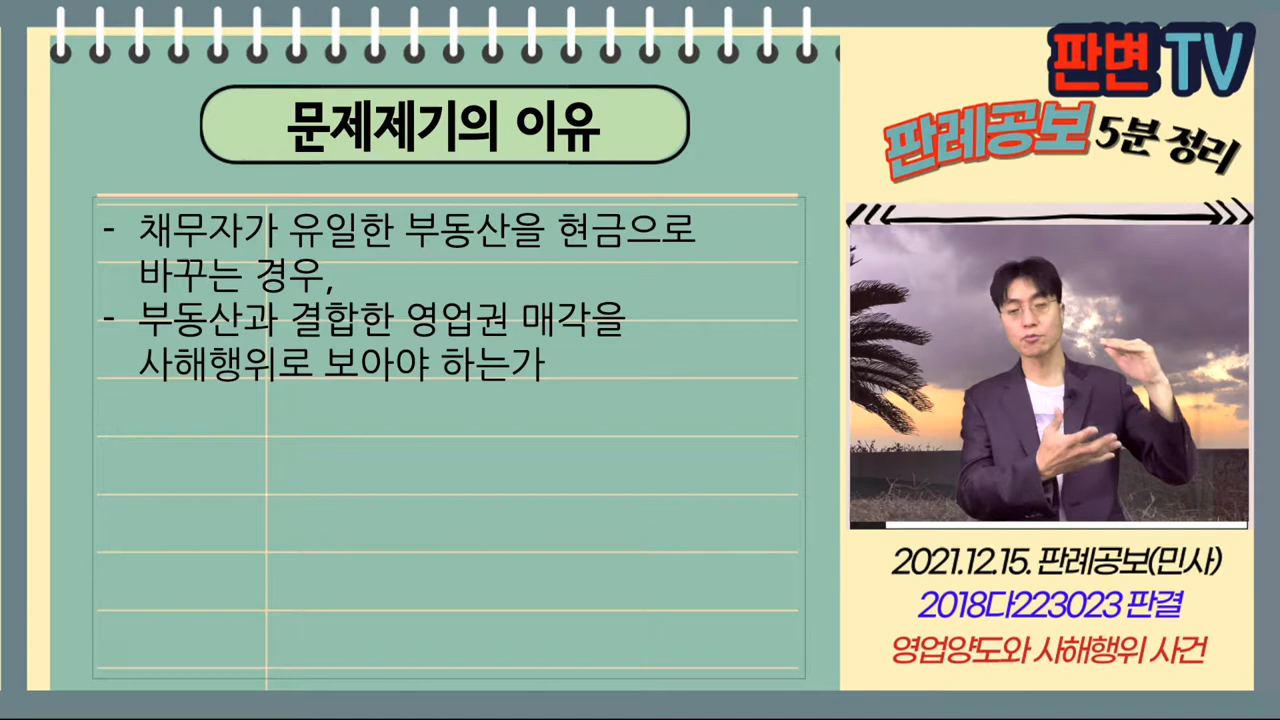 문제제기의 이유
- 채무자가 유일한 부동산을 현금으로
바꾸는 경우,
- 부동산과 결합한 영업권 매각을
사해행위로 보아야 하는가
판변 TV
판례공보 5분 정리
2021.12.15. 판례공보(민사)
2018다223023 판결
영업양도와 사해행위 사건